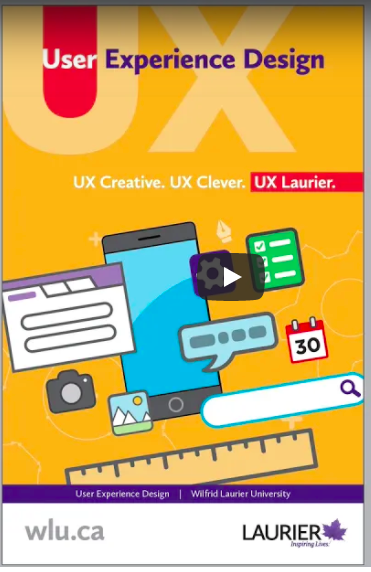 UX
User Experience Design
UX Creative. UX Clever. UX Laurier.
30
User Experience Design | Wilfrid Laurier University
wlu.ca
LAURIER
Inspiring Lives.